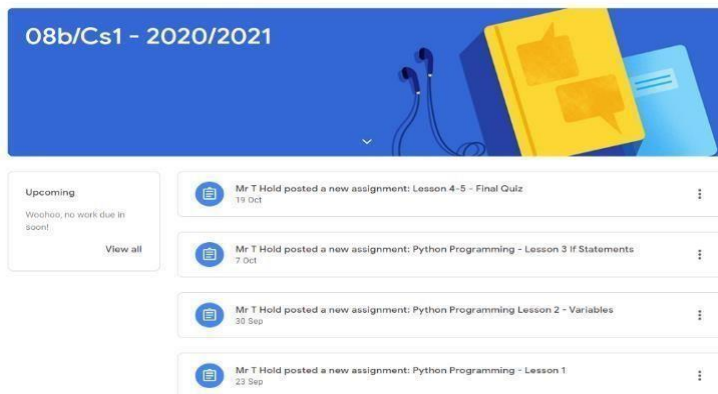 08b/Cs1 - 2020/2021
Upcoming
Woohoo, no work due in
soon!
View all
Mr T Hold posted a new assignment: Lesson 4-5 - Final Quiz
19 Oct
Mr T Hold posted a new assignment: Python Programming - Lesson 3 If Statements
7 Oct
Mr T Hold posted a new assignment: Python Programming Lesson 2 - Variables
30 Sep
Mr T Hold posted a new assignment: Python Programming - Lesson 1
23 Sep